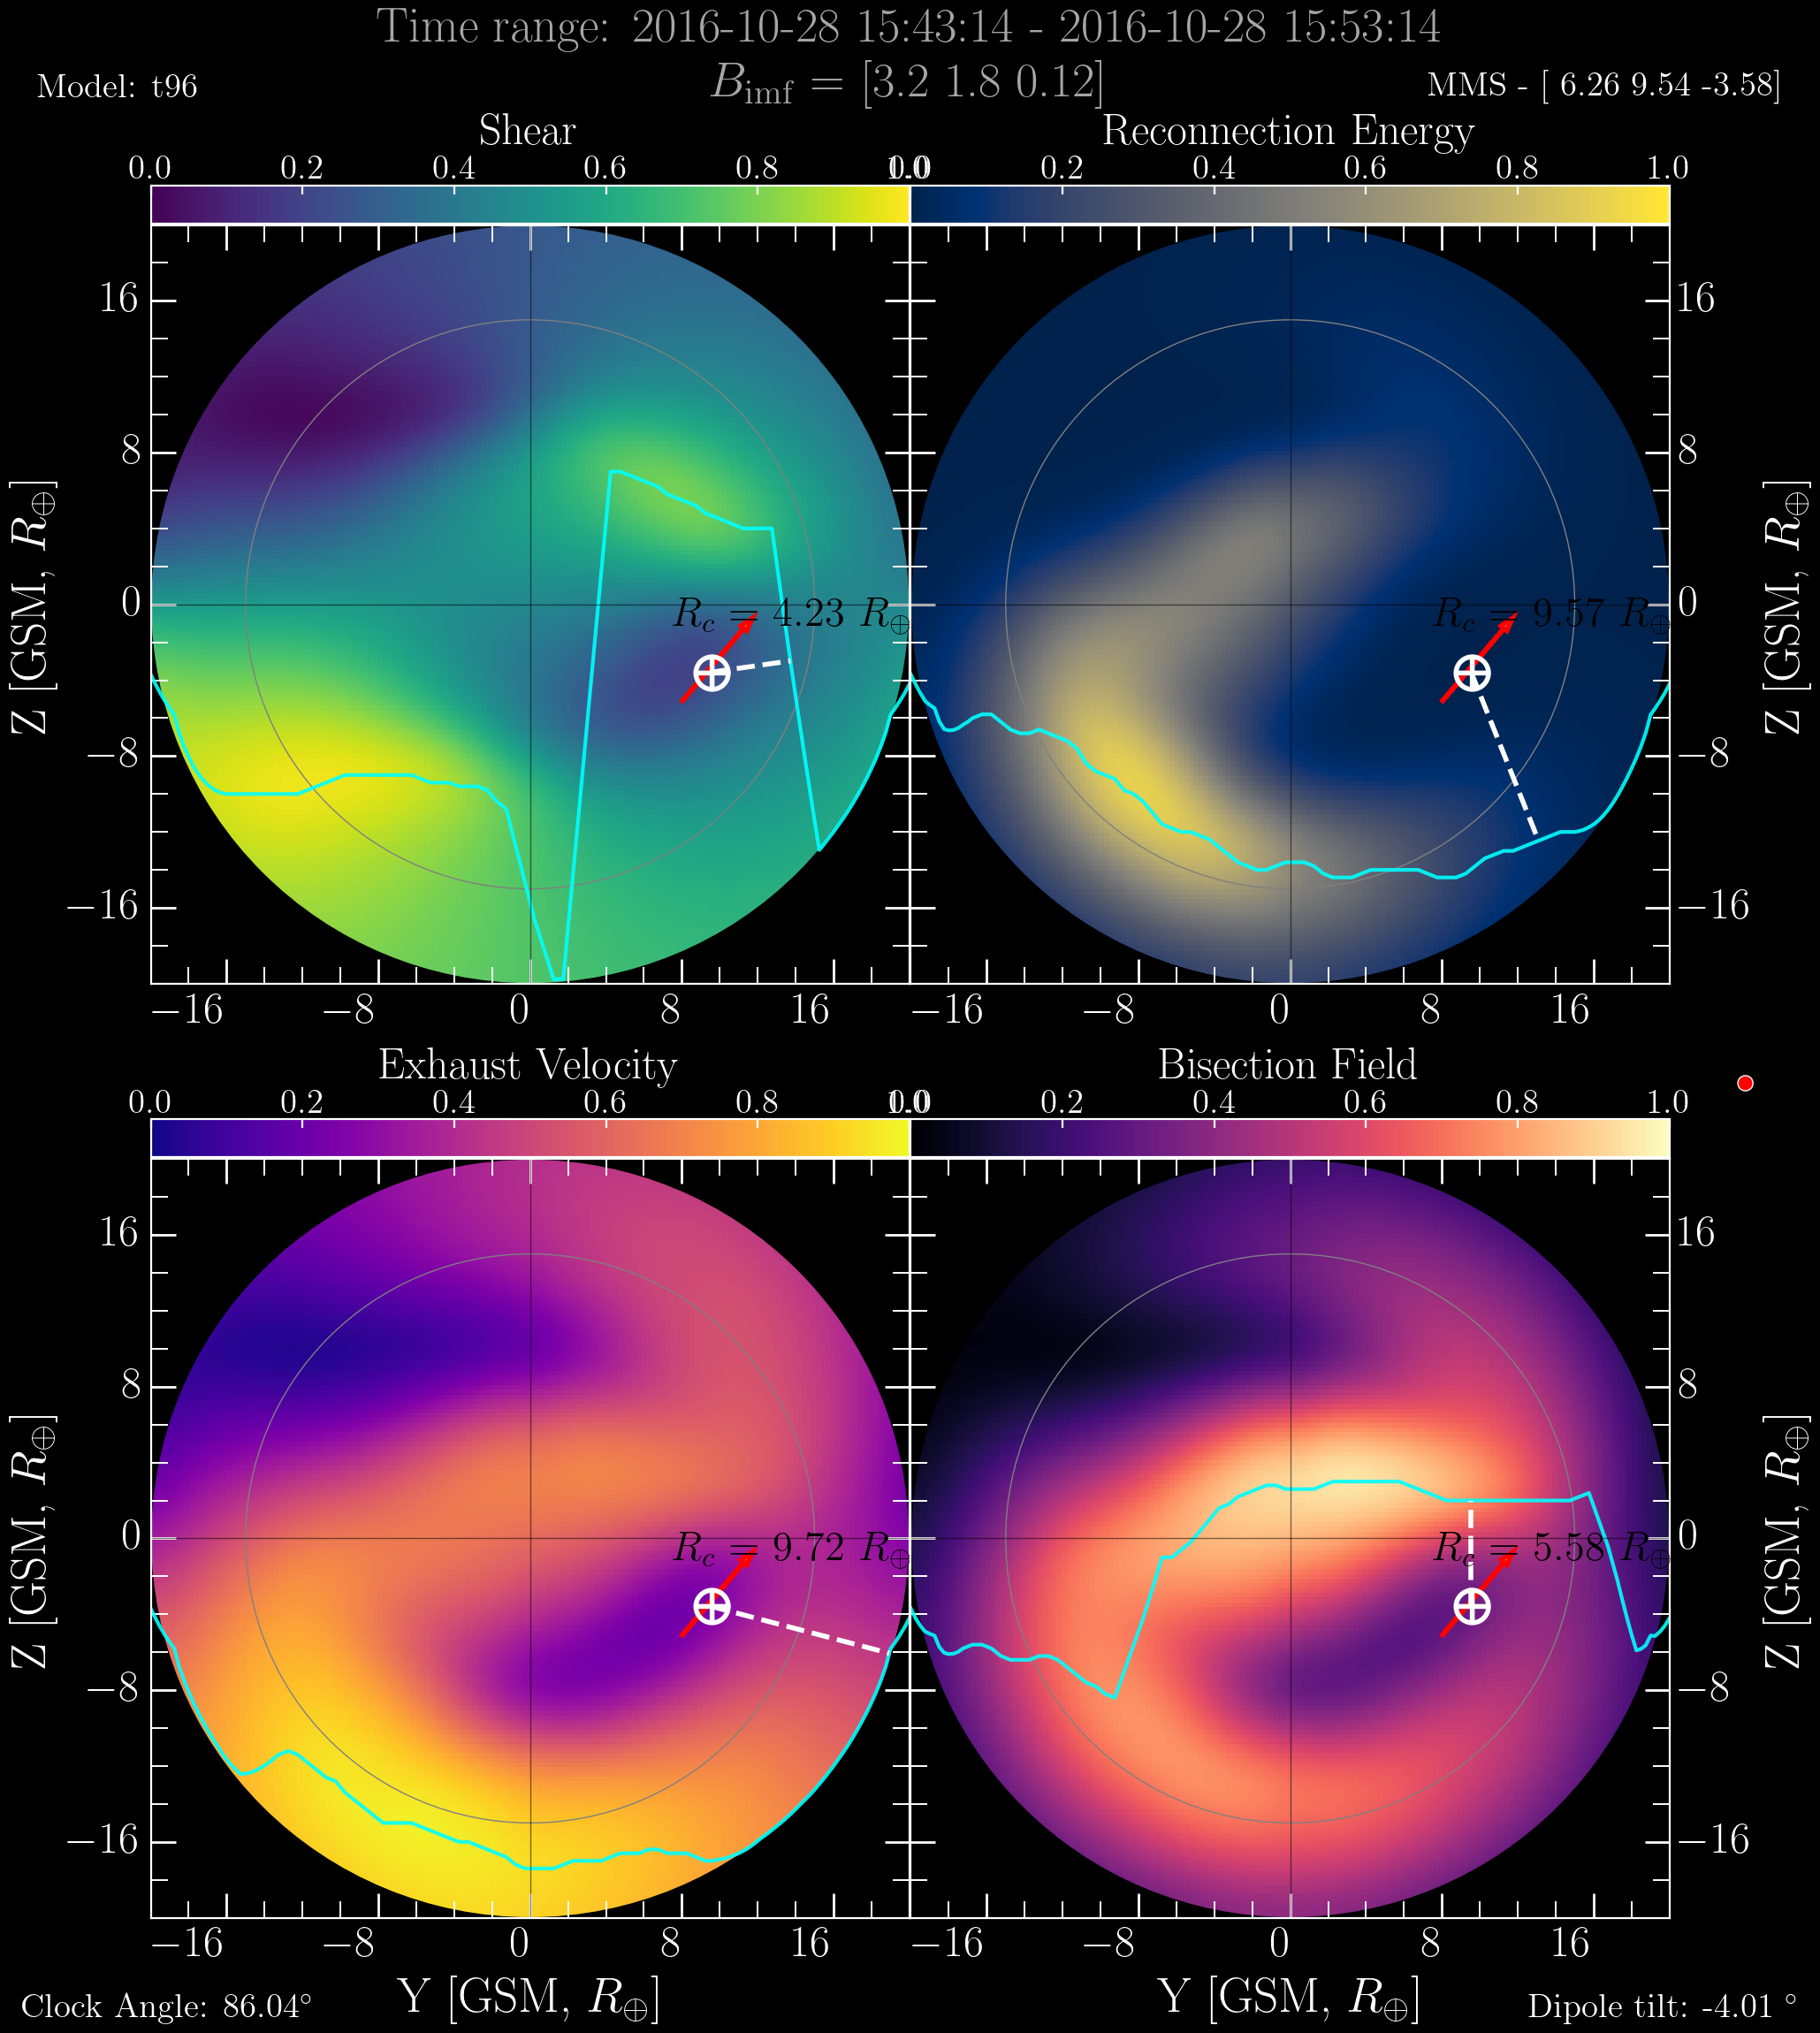 Time range: 2016-10-28 15:43:14 - 2016-10-28 15:53:14
Model: t96
B_imf = [3.2 1.8 0.12]
MMS - [ 6.26 9.54 -3.58]
Shear
Reconnection Energy
0.0 0.2 0.4 0.6 0.8 1.0
0.0 0.2 0.4 0.6 0.8 1.0
16
16
8
8
Z [GSM, R⊕]
Z [GSM, R⊕]
0
0
R_c = 4.23 R⊕
R_c = 9.57 R⊕
−8
−8
−16
−16
−16 −8 0 8 16
−16 −8 0 8 16
Exhaust Velocity
Bisection Field
0.0 0.2 0.4 0.6 0.8 1.0
0.0 0.2 0.4 0.6 0.8 1.0
16
16
8
8
Z [GSM, R⊕]
Z [GSM, R⊕]
0
0
R_c = 9.72 R⊕
R_c = 5.58 R⊕
−8
−8
−16
−16
−16 −8 0 8 16
−16 −8 0 8 16
Y [GSM, R⊕]
Y [GSM, R⊕]
Clock Angle: 86.04°
Dipole tilt: -4.01 °